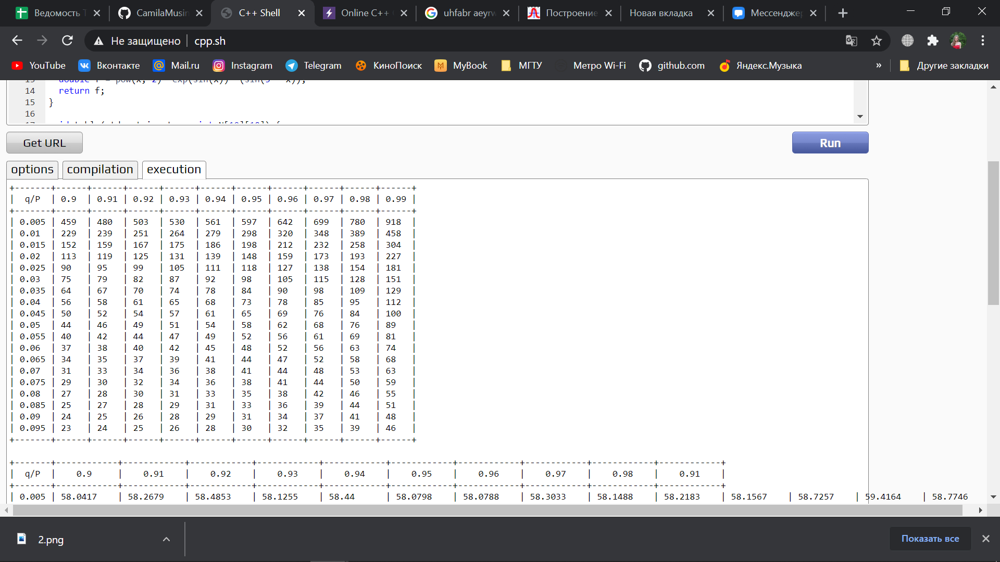 Ведомость Т
CamilaMusin
C++ Shell
Online C++
uhfabr aeyrw
Построение
Новая вкладка
Мессенджер
Не защищено
cpp.sh
YouTube
Вконтакте
Mail.ru
Instagram
Telegram
КиноПоиск
MyBook
МГТУ
Метро Wi-Fi
github.com
Яндекс.Музыка
»
Другие закладки
14 return f;
15 }
16
Get URL
Run
options compilation execution
+-------+------+------+------+------+------+------+------+------+------+------+
| q/P | 0.9 | 0.91 | 0.92 | 0.93 | 0.94 | 0.95 | 0.96 | 0.97 | 0.98 | 0.99 |
+-------+------+------+------+------+------+------+------+------+------+------+
| 0.005 | 459 | 480 | 503 | 530 | 561 | 597 | 642 | 699 | 780 | 918 |
| 0.01 | 229 | 239 | 251 | 264 | 279 | 298 | 320 | 348 | 389 | 458 |
| 0.015 | 152 | 159 | 167 | 175 | 186 | 198 | 212 | 232 | 258 | 304 |
| 0.02 | 113 | 119 | 125 | 131 | 139 | 148 | 159 | 173 | 193 | 227 |
| 0.025 | 90 | 95 | 99 | 105 | 111 | 118 | 127 | 138 | 154 | 181 |
| 0.03 | 75 | 79 | 82 | 87 | 92 | 98 | 105 | 115 | 128 | 151 |
| 0.035 | 64 | 67 | 70 | 74 | 78 | 84 | 90 | 98 | 109 | 129 |
| 0.04 | 56 | 58 | 61 | 65 | 68 | 73 | 78 | 85 | 95 | 112 |
| 0.045 | 50 | 52 | 54 | 57 | 61 | 65 | 69 | 76 | 84 | 100 |
| 0.05 | 44 | 46 | 49 | 51 | 54 | 58 | 62 | 68 | 76 | 89 |
| 0.055 | 40 | 42 | 44 | 47 | 49 | 52 | 56 | 61 | 69 | 81 |
| 0.06 | 37 | 38 | 40 | 42 | 45 | 48 | 52 | 56 | 63 | 74 |
| 0.065 | 34 | 35 | 37 | 39 | 41 | 44 | 47 | 52 | 58 | 68 |
| 0.07 | 31 | 33 | 34 | 36 | 38 | 41 | 44 | 48 | 53 | 63 |
| 0.075 | 29 | 30 | 32 | 34 | 36 | 38 | 41 | 44 | 50 | 59 |
| 0.08 | 27 | 28 | 30 | 31 | 33 | 35 | 38 | 42 | 46 | 55 |
| 0.085 | 25 | 27 | 28 | 29 | 31 | 33 | 36 | 39 | 44 | 51 |
| 0.09 | 24 | 25 | 26 | 28 | 29 | 31 | 34 | 37 | 41 | 48 |
| 0.095 | 23 | 24 | 25 | 26 | 28 | 30 | 32 | 35 | 39 | 46 |
+-------+------+------+------+------+------+------+------+------+------+------+
+-------+------------+------------+------------+------------+------------+------------+------------+------------+------------+------------+
| q/P | 0.9 | 0.91 | 0.92 | 0.93 | 0.94 | 0.95 | 0.96 | 0.97 | 0.98 | 0.91 |
+-------+------------+------------+------------+------------+------------+------------+------------+------------+------------+------------+
| 0.005 | 58.0417 | 58.2679 | 58.4853 | 58.1255 | 58.44 | 58.0798 | 58.0788 | 58.3033 | 58.1488 | 58.2183 | 58.1567 | 58.7257 | 59.4164 | 58.7746
2.png
Показать все